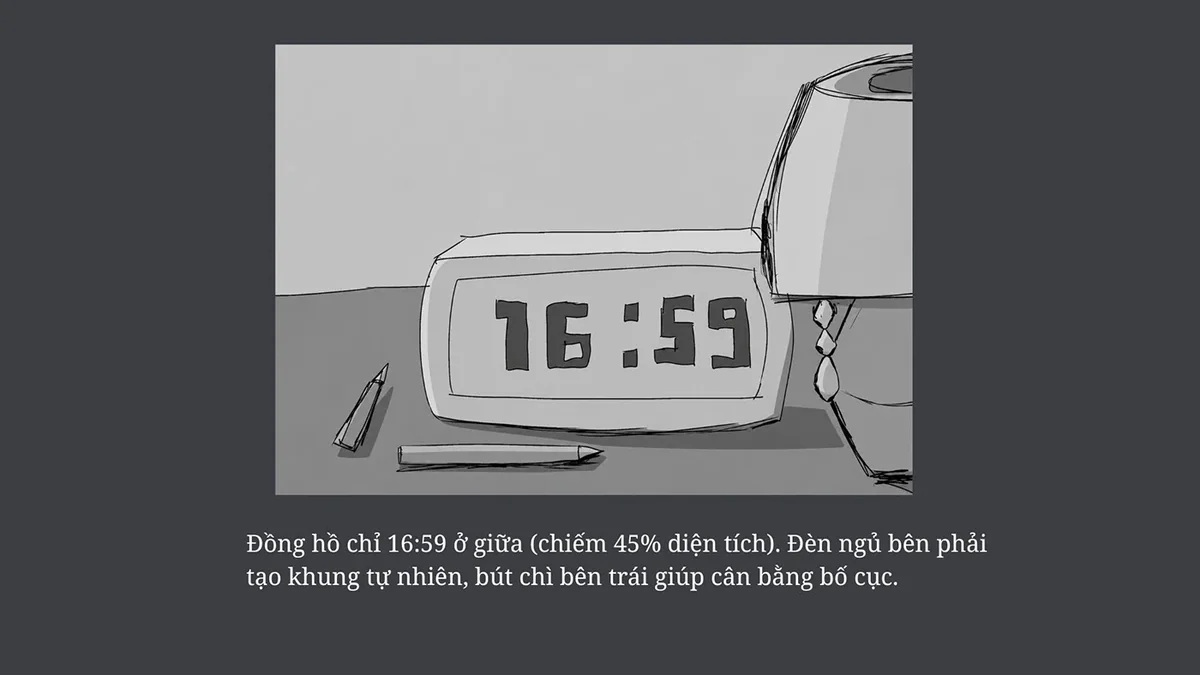 16:59
Đồng hồ chỉ 16:59 ở giữa (chiếm 45% diện tích). Đèn ngủ bên phải
tạo khung tự nhiên, bút chì bên trái giúp cân bằng bố cục.